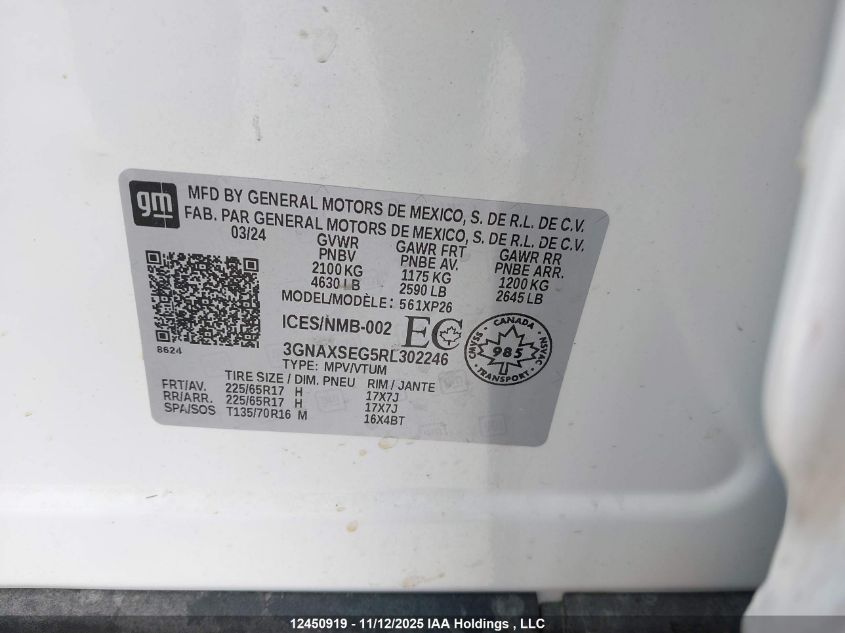 gm
MFD BY GENERAL MOTORS DE MEXICO, S. DE R.L. DE C.V.
FAB. PAR GENERAL MOTORS DE MEXICO, S. DE R.L. DE C.V.
03/24 GVWR GAWR FRT GAWR RR
PNBV PNBE AV. PNBE ARR.
2100 KG 1175 KG 1200 KG
4630 LB 2590 LB 2645 LB
MODEL/MODÈLE: 561XP26
ICES/NMB-002 EC
8624
3GNAXSEG5RL302246
CANADA
CMVSS 985 NSVAC
TRANSPORT
TYPE: MPV/VTUM
TIRE SIZE / DIM. PNEU RIM / JANTE
FRT/AV. 225/65R17 H 17X7J
RR/ARR. 225/65R17 H 17X7J
SPA/SOS T135/70R16 M 16X4BT
12450919 - 11/12/2025 IAA Holdings , LLC